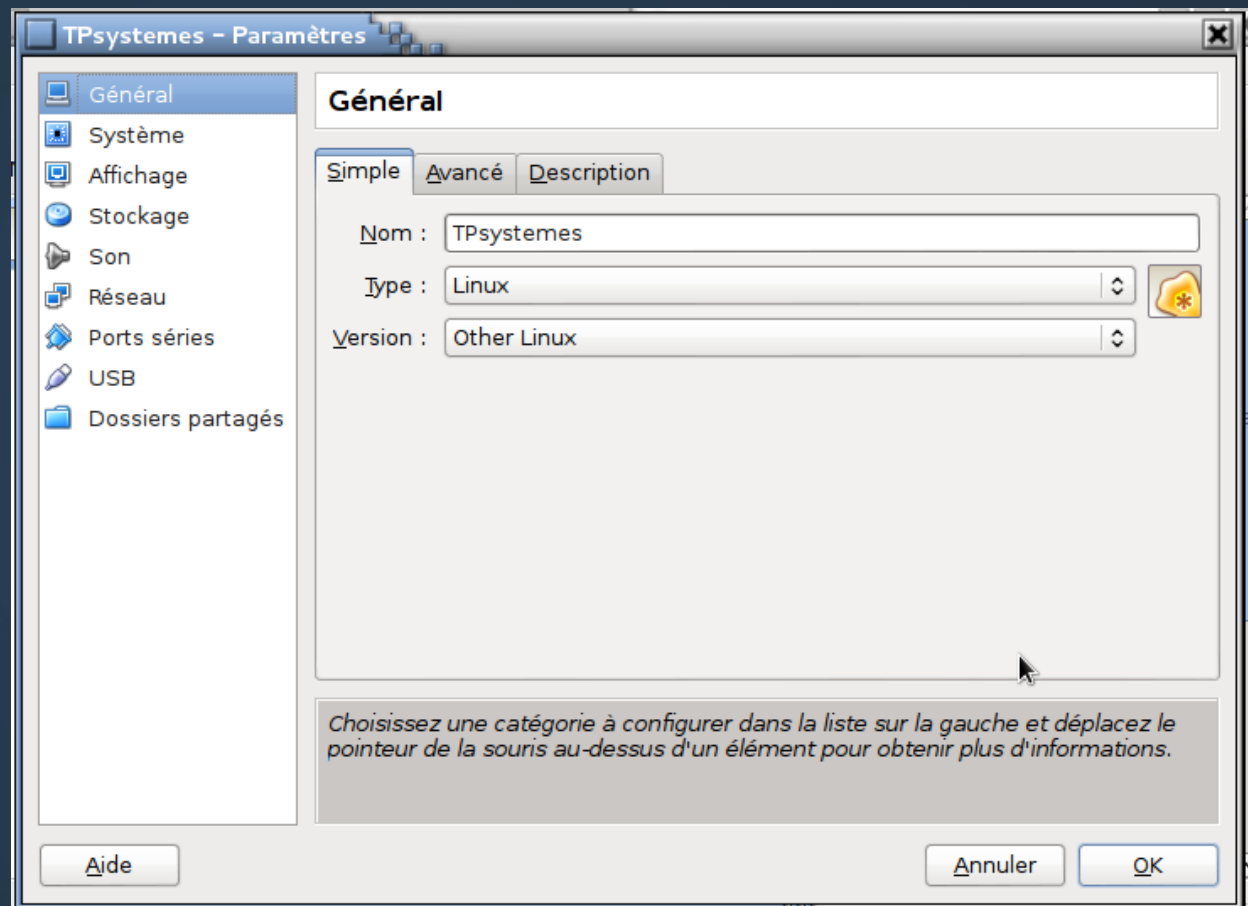 TPsystemes – Paramètres
Général
Système
Affichage
Stockage
Son
Réseau
Ports séries
USB
Dossiers partagés
Général
Simple Avancé Description
Nom : TPsystemes
Type : Linux
Version : Other Linux
Choisissez une catégorie à configurer dans la liste sur la gauche et déplacez le
pointeur de la souris au-dessus d'un élément pour obtenir plus d'informations.
Aide Annuler OK